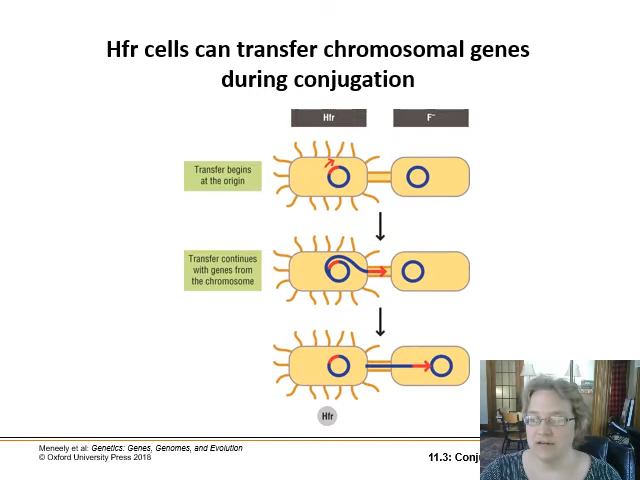 Hfr cells can transfer chromosomal genes
during conjugation
Hfr
F⁻
Transfer begins
at the origin
Transfer continues
with genes from
the chromosome
Hfr
Meneely et al: Genetics: Genes, Genomes, and Evolution
© Oxford University Press 2018
11.3: